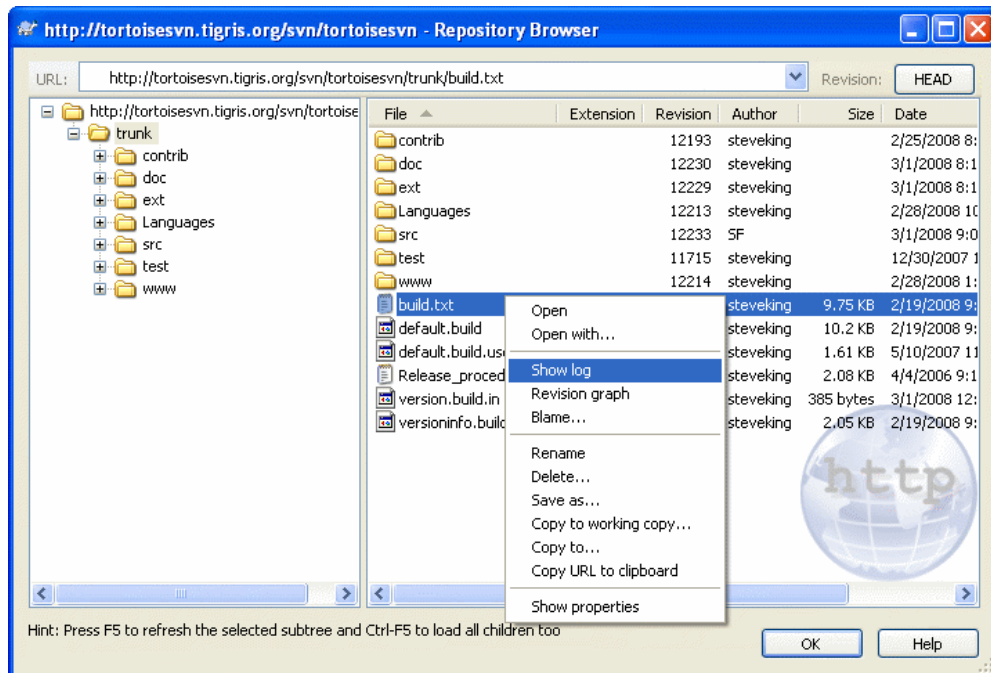 http://tortoisesvn.tigris.org/svn/tortoisesvn - Repository Browser
URL: http://tortoisesvn.tigris.org/svn/tortoisesvn/trunk/build.txt Revision: HEAD
http://tortoisesvn.tigris.org/svn/tortoise
trunk
contrib
doc
ext
Languages
src
test
www
File Extension Revision Author Size Date
contrib 12193 steveking 2/25/2008 8:
doc 12230 steveking 3/1/2008 8:1
ext 12229 steveking 3/1/2008 8:1
Languages 12213 steveking 2/28/2008 10
src 12233 SF 3/1/2008 9:0
test 11715 steveking 12/30/2007 1
www 12214 steveking 2/28/2008 1:
build.txt steveking 9.75 KB 2/19/2008 9:
default.build steveking 10.2 KB 2/19/2008 9:
default.build.use steveking 1.61 KB 5/10/2007 11
Release_proced steveking 2.08 KB 4/4/2006 9:1
version.build.in steveking 385 bytes 3/1/2008 12:
versioninfo.build steveking 2.05 KB 2/19/2008 9:
Open
Open with...
Show log
Revision graph
Blame...
Rename
Delete...
Save as...
Copy to working copy...
Copy to...
Copy URL to clipboard
Show properties
http
Hint: Press F5 to refresh the selected subtree and Ctrl-F5 to load all children too
OK Help